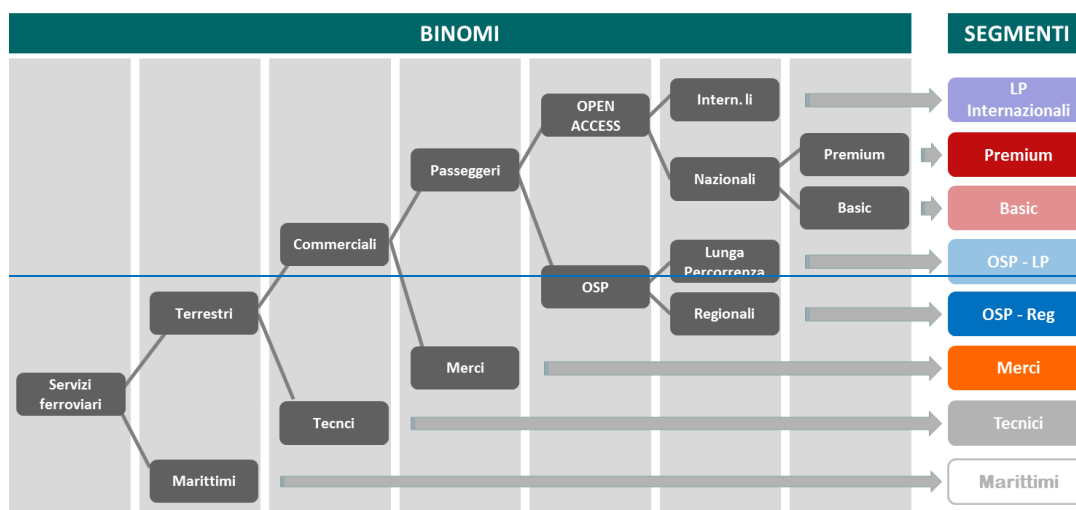 BINOMI
SEGMENTI
OPEN
ACCESS
Intern. li
LP
Internazionali
Passeggeri
Nazionali
Premium
Premium
Basic
Basic
Commerciali
Lunga
Percorrenza
OSP - LP
OSP
Terrestri
Regionali
OSP - Reg
Servizi
ferroviari
Merci
Merci
Tecnci
Tecnici
Marittimi
Marittimi